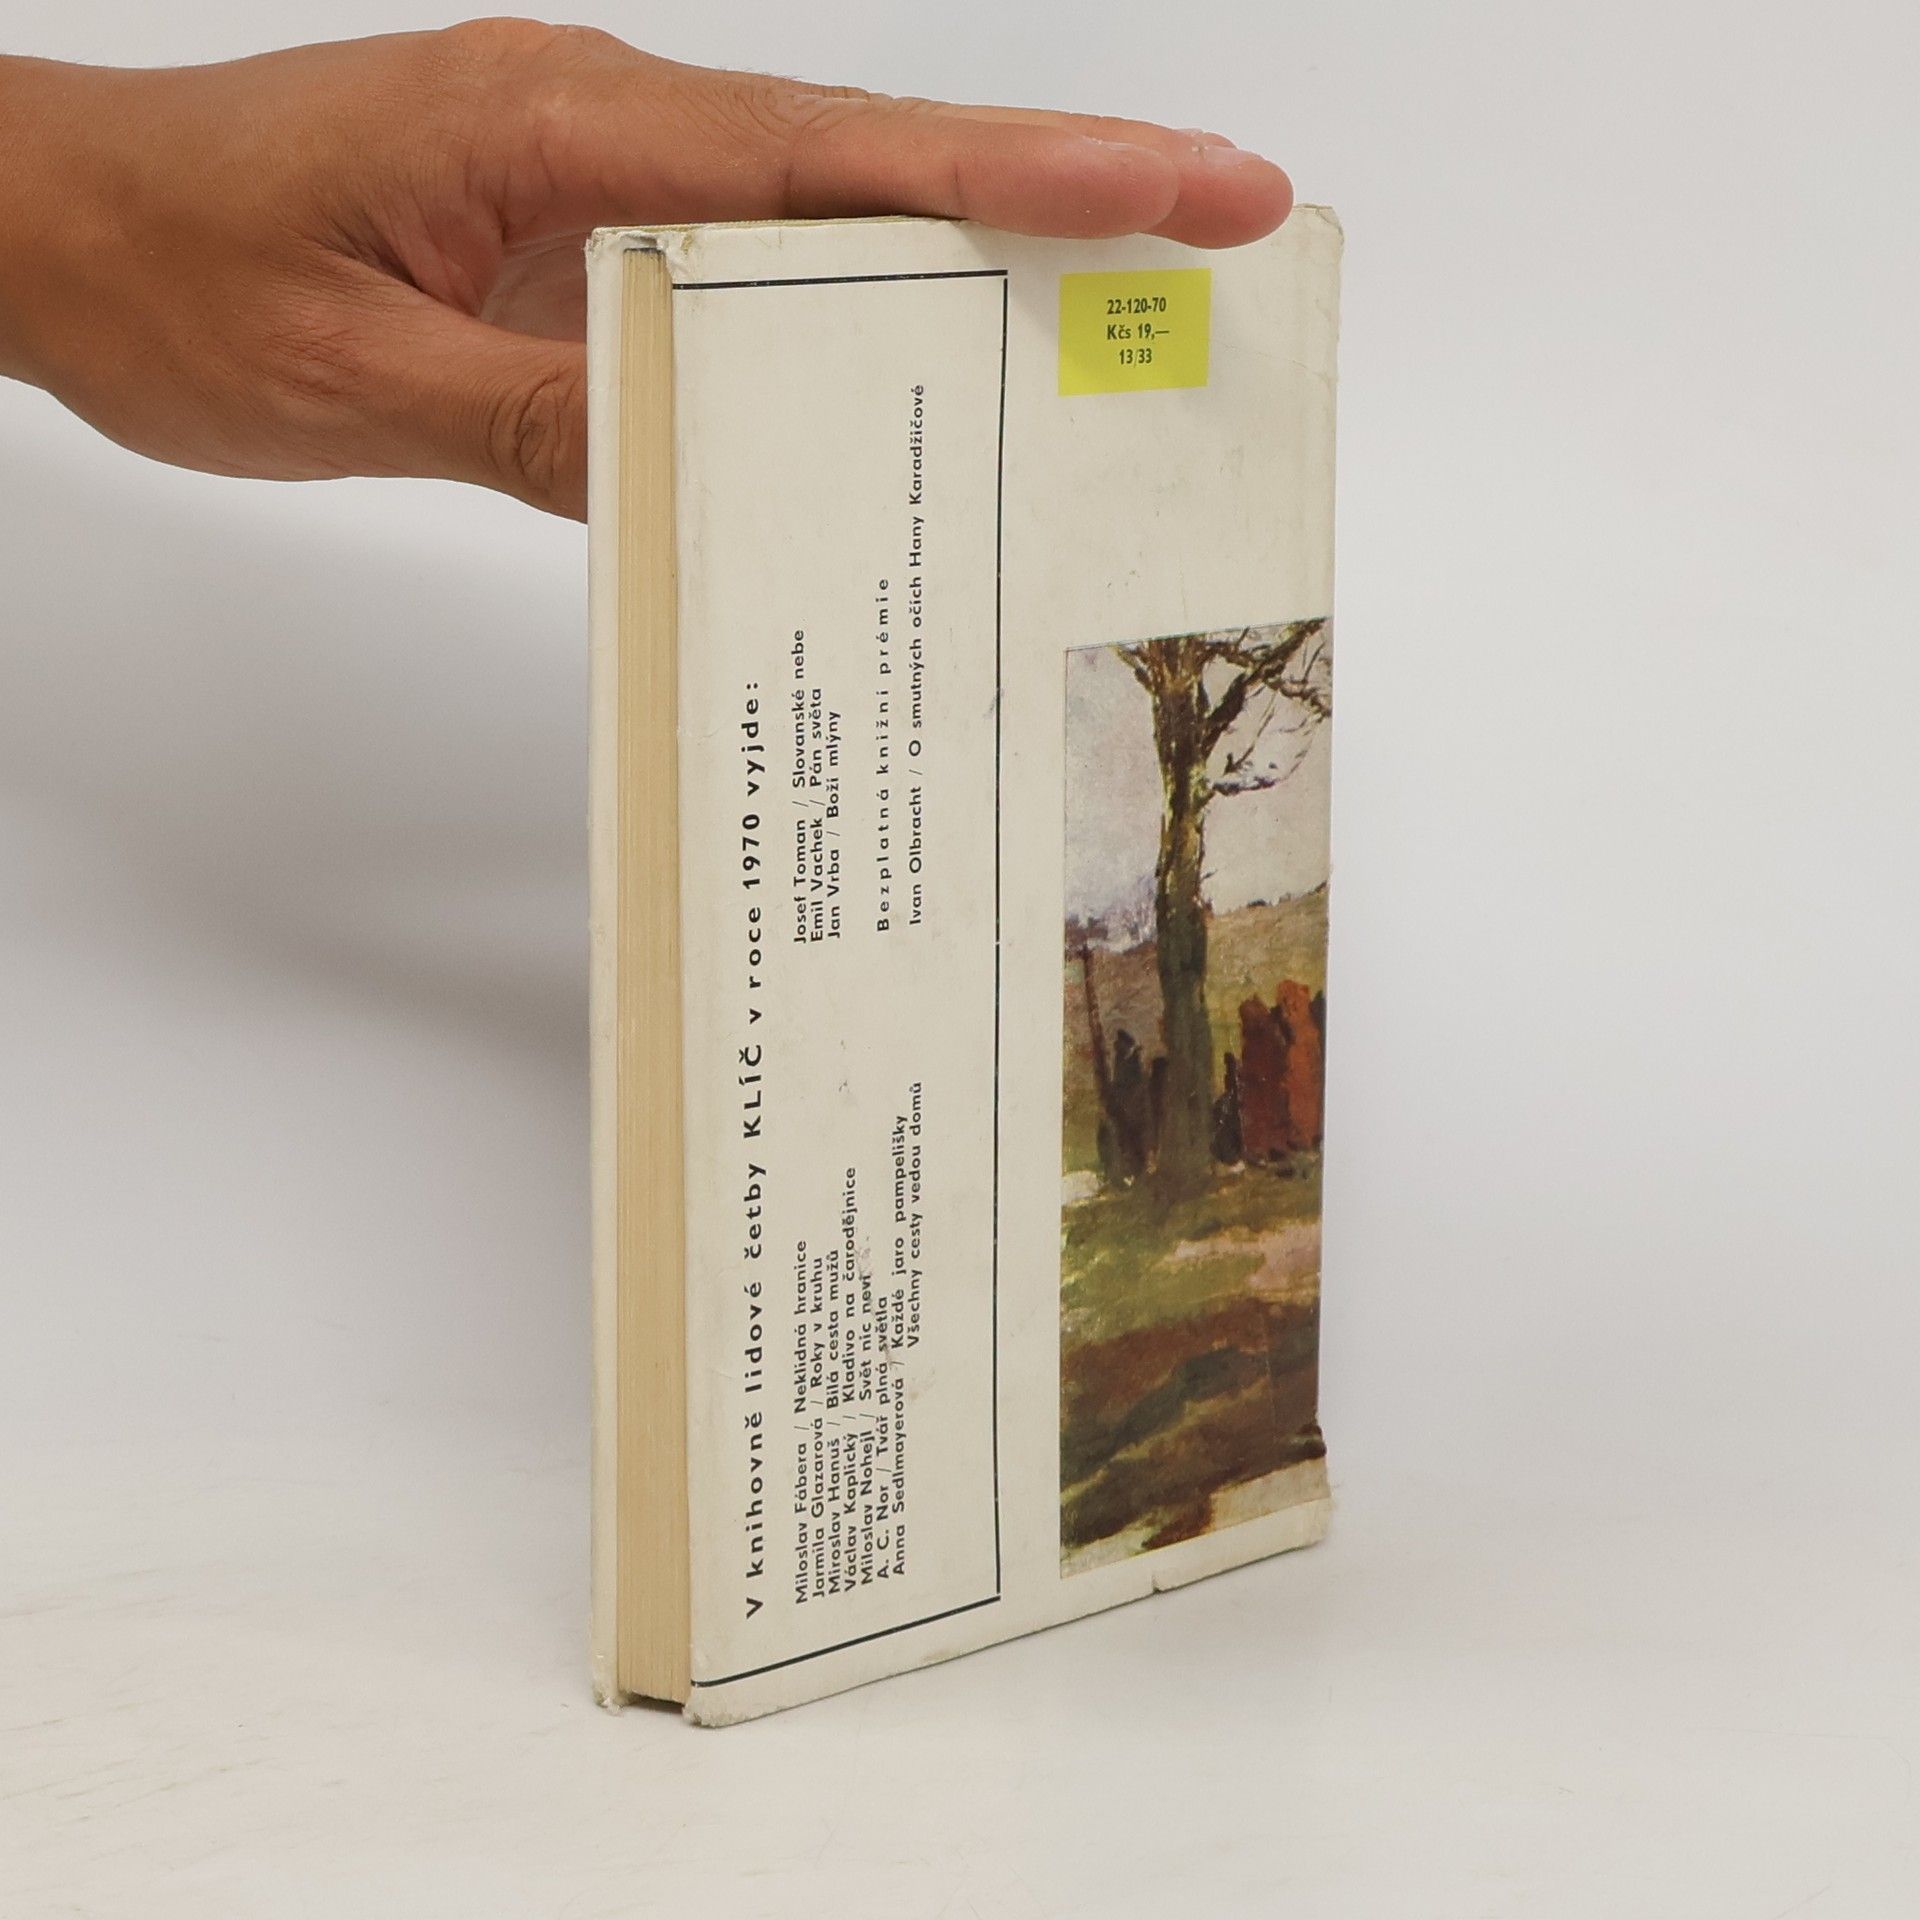 V knihovně lidové četby KLÍČ v roce 1970 vyjde:
Miloslav Fábera / Neklidná hranice
Jarmila Glazarová / Roky v kruhu
Miroslav Hanuš / Bílá cesta mužů
Václav Kaplický / Kladivo na čarodějnice
Miloslav Nohejl / Svět nic neví
A. C. Nor / Tvář plná světla
Anna Sedlmayerová / Každé jaro pampelišky
Všechny cesty vedou domů
Josef Toman / Slovanské nebe
Emil Vachek / Pán světa
Jan Vrba / Boží mlýny
Bezplatná knižní prémie
Ivan Olbracht / O smutných očích Hany Karadžičové
22-120-70
Kčs 19,—
13/33